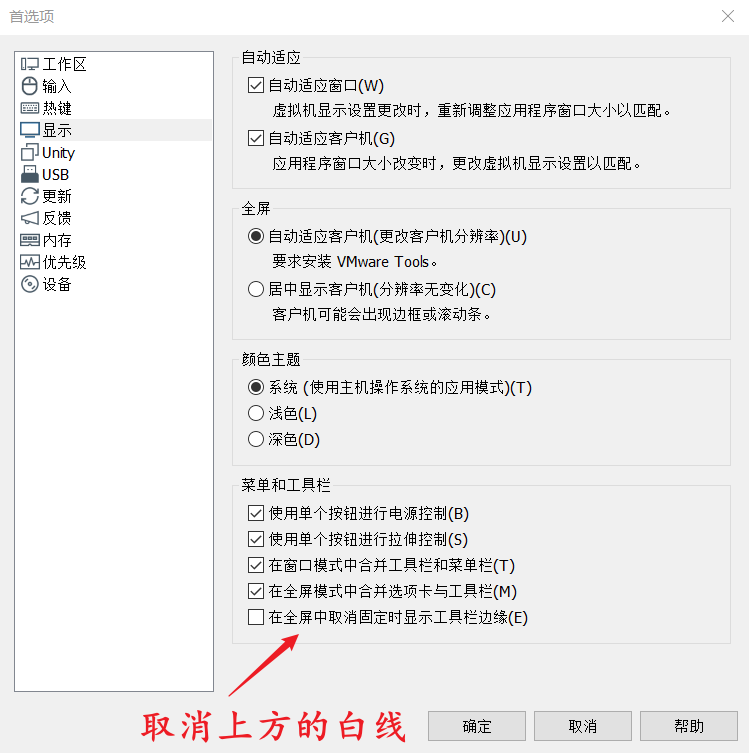 首选项
工作区
输入
热键
显示
Unity
USB
更新
反馈
内存
优先级
设备
自动适应
自动适应窗口(W)
虚拟机显示设置更改时，重新调整应用程序窗口大小以匹配。
自动适应客户机(G)
应用程序窗口大小改变时，更改虚拟机显示设置以匹配。
全屏
自动适应客户机(更改客户机分辨率)(U)
要求安装 VMware Tools。
居中显示客户机(分辨率无变化)(C)
客户机可能会出现边框或滚动条。
颜色主题
系统 (使用主机操作系统的应用模式)(T)
浅色(L)
深色(D)
菜单和工具栏
使用单个按钮进行电源控制(B)
使用单个按钮进行拉伸控制(S)
在窗口模式中合并工具栏和菜单栏(T)
在全屏模式中合并选项卡与工具栏(M)
在全屏中取消固定时显示工具栏边缘(E)
取消上方的白线
确定
取消
帮助